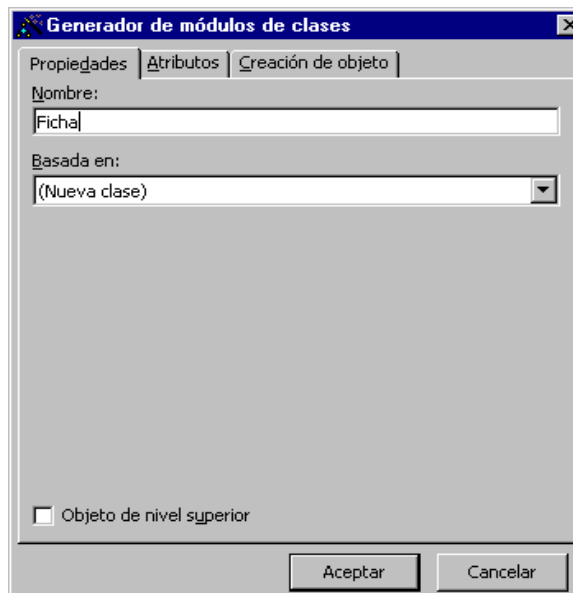 Generador de módulos de clases
Propiedades Atributos Creación de objeto
Nombre:
Ficha
Basada en:
(Nueva clase)
Objeto de nivel superior
Aceptar Cancelar